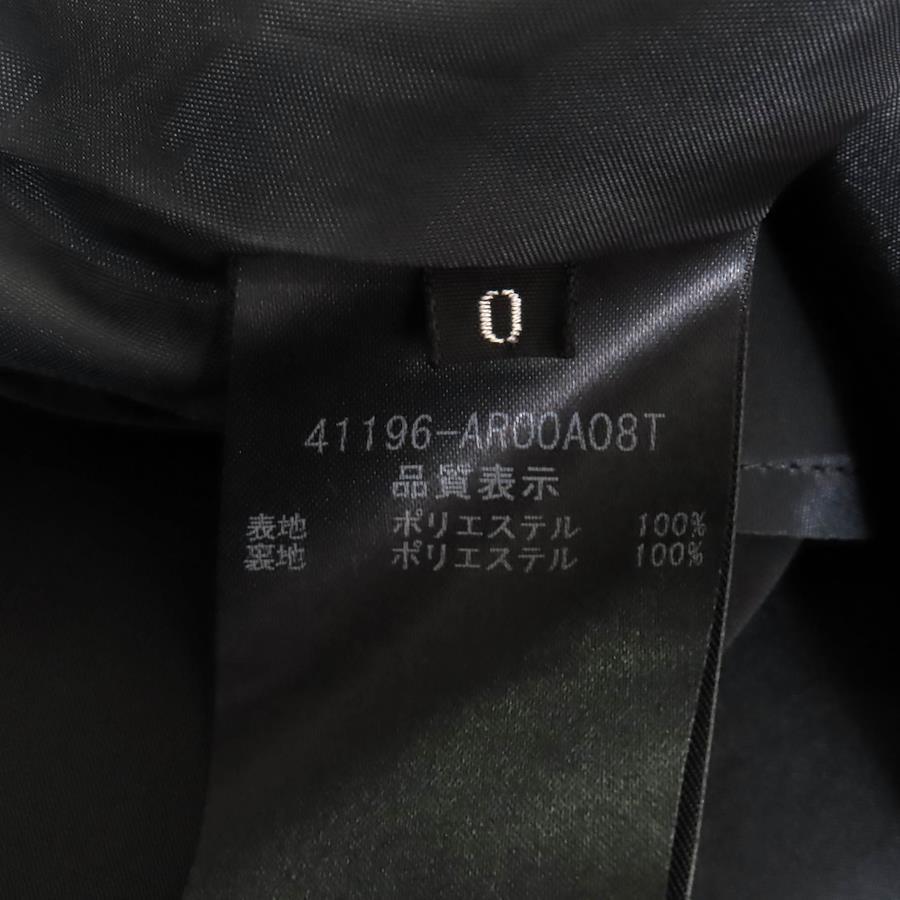 0
41196-AR00A08T
品質表示
表地 ポリエステル 100%
裏地 ポリエステル 100%